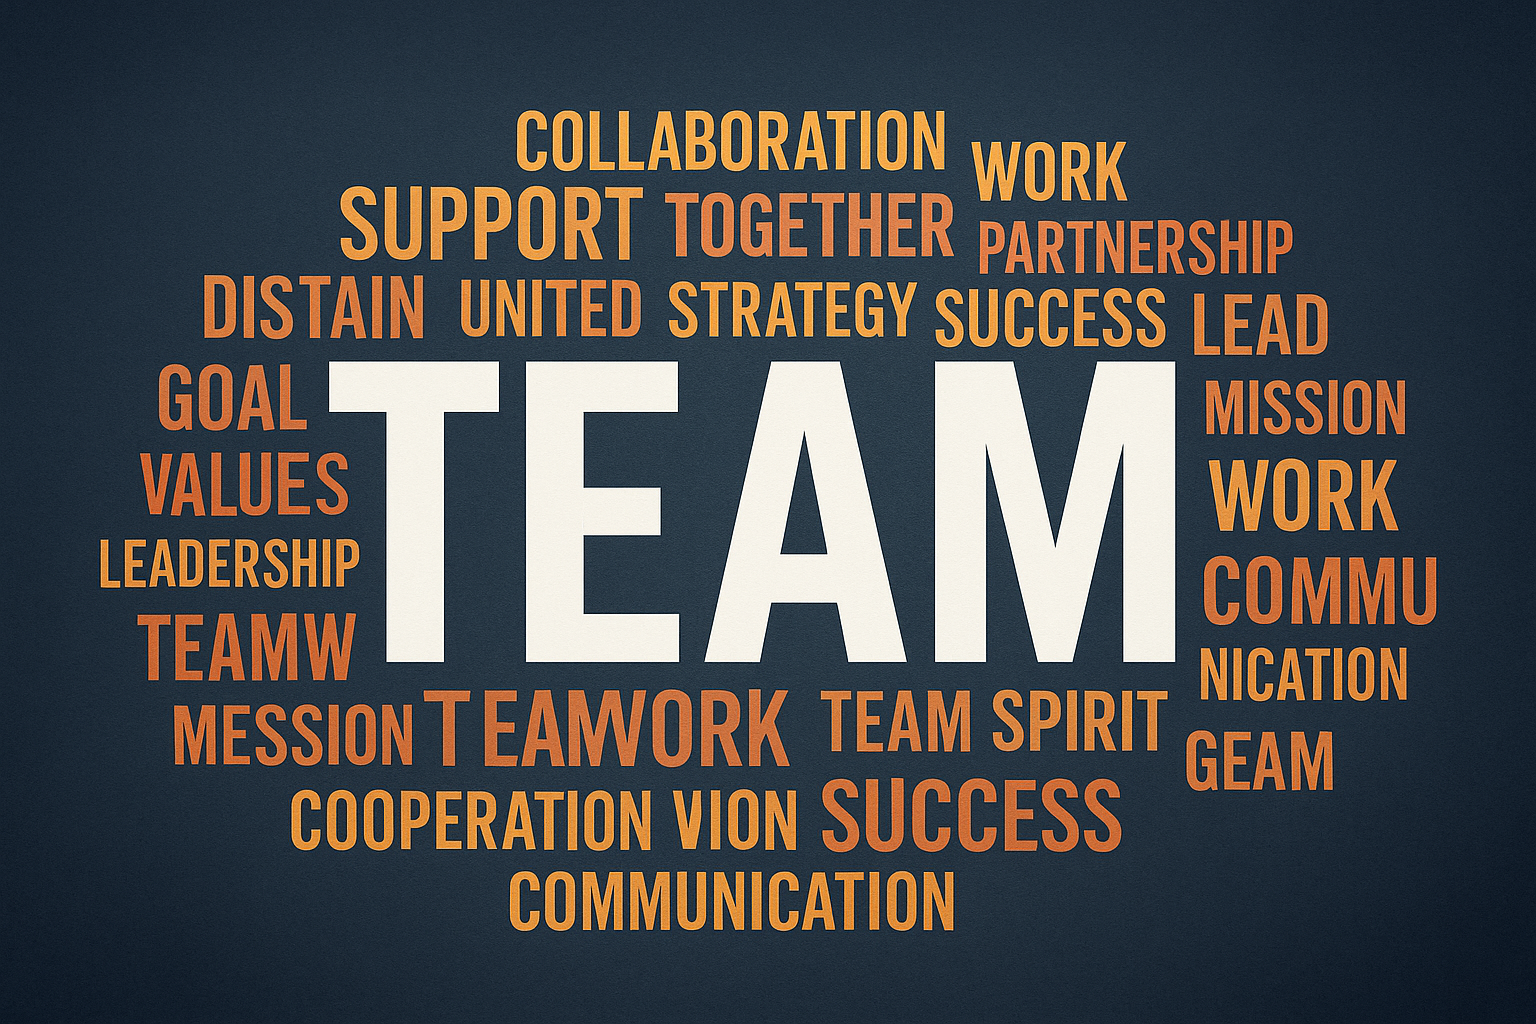 COLLABORATION WORK
SUPPORT TOGETHER PARTNERSHIP
DISTAIN UNITED STRATEGY SUCCESS LEAD
GOAL
VALUES
LEADERSHIP
TEAMW
TEAM
MISSION
WORK
COMMU
NICATION
MESSION T EAMWORK TEAM SPIRIT GEAM
COOPERATION VION SUCCESS
COMMUNICATION